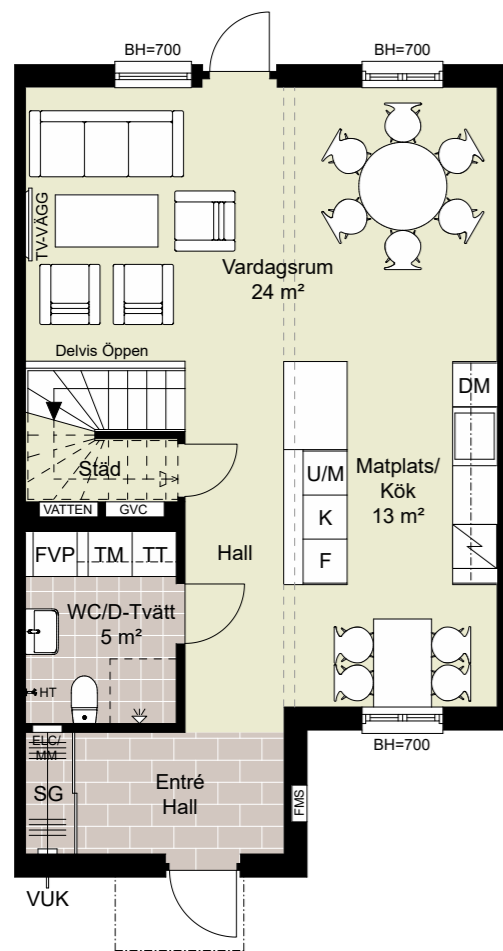 BH=700
BH=700
TV-VÄGG
Vardagsrum
24 m²
Delvis Öppen
DM
Städ
U/M
K
F
Matplats/
Kök
13 m²
VATTEN
GVC
FVP
TM
TT
Hall
WC/D-Tvätt
5 m²
HT
ELC/
MM
SG
Entré
Hall
FMS
BH=700
VUK